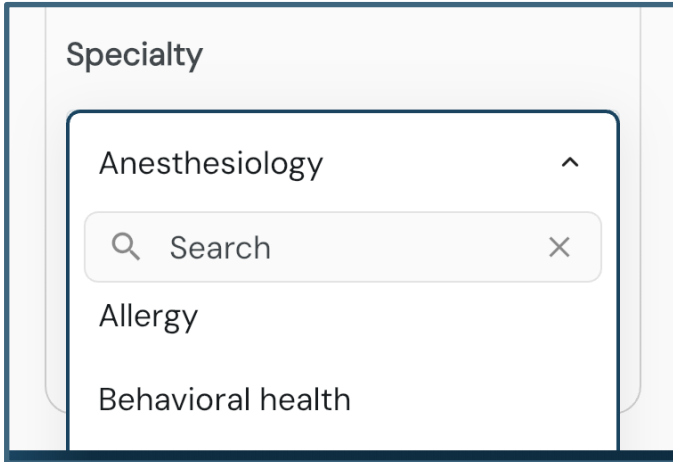 Specialty
Anesthesiology
Search
Allergy
Behavioral health